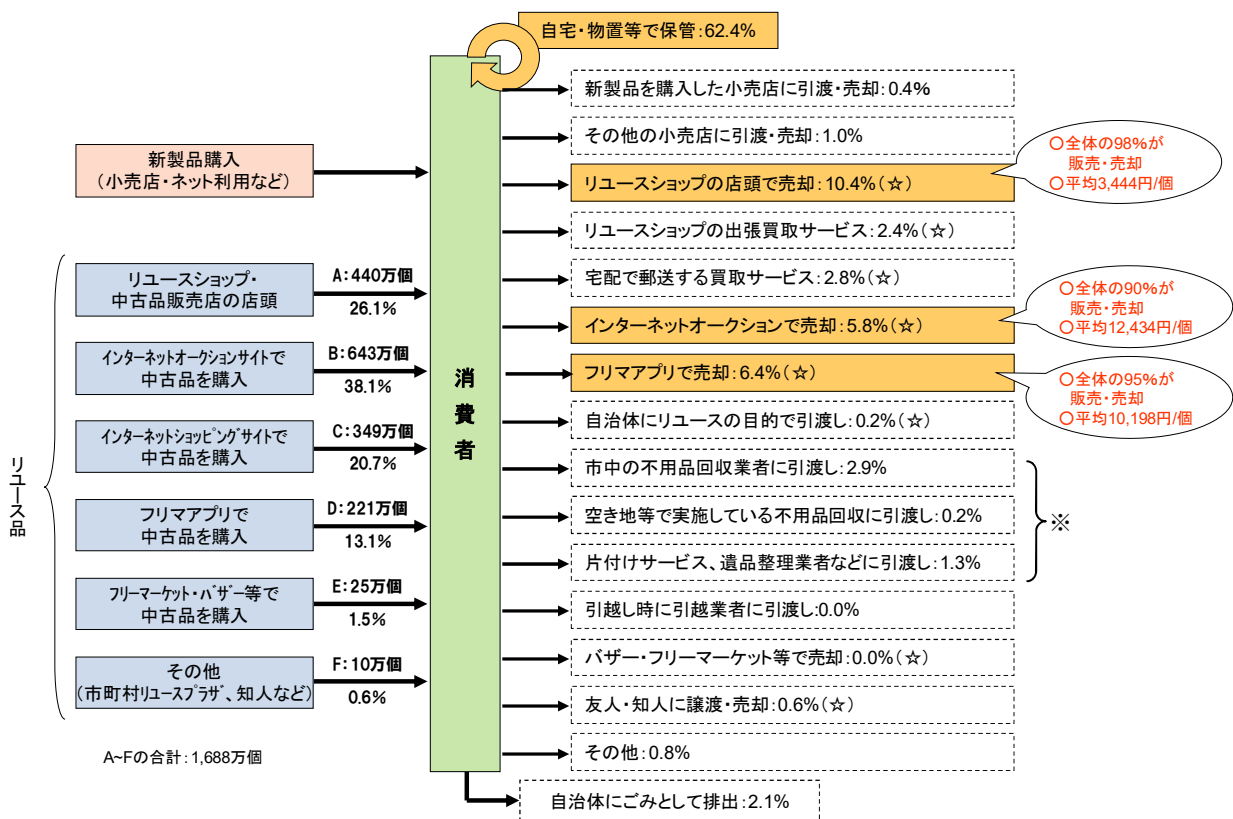 自宅・物置等で保管:62.4%
新製品を購入した小売店に引渡・売却:0.4%
その他の小売店に引渡・売却:1.0%
リユースショップの店頭で売却:10.4%(☆)
○全体の98%が
販売・売却
○平均3,444円/個
リユースショップの出張買取サービス:2.4%(☆)
宅配で郵送する買取サービス:2.8%(☆)
インターネットオークションで売却:5.8%(☆)
○全体の90%が
販売・売却
○平均12,434円/個
フリマアプリで売却:6.4%(☆)
○全体の95%が
販売・売却
○平均10,198円/個
自治体にリユースの目的で引渡し:0.2%(☆)
市中の不用品回収業者に引渡し:2.9%
空き地等で実施している不用品回収に引渡し:0.2%
片付けサービス、遺品整理業者などに引渡し:1.3%
※
引越し時に引越業者に引渡し:0.0%
バザー・フリーマーケット等で売却:0.0%(☆)
友人・知人に譲渡・売却:0.6%(☆)
その他:0.8%
自治体にごみとして排出:2.1%
消費者
新製品購入
(小売店・ネット利用など)
リユース品
リユースショップ・
中古品販売店の店頭
A:440万個
26.1%
インターネットオークションサイトで
中古品を購入
B:643万個
38.1%
インターネットショッピングサイトで
中古品を購入
C:349万個
20.7%
フリマアプリで
中古品を購入
D:221万個
13.1%
フリーマーケット・バザー等で
中古品を購入
E:25万個
1.5%
その他
(市町村リユースプラザ、知人など)
F:10万個
0.6%
A~Fの合計:1,688万個